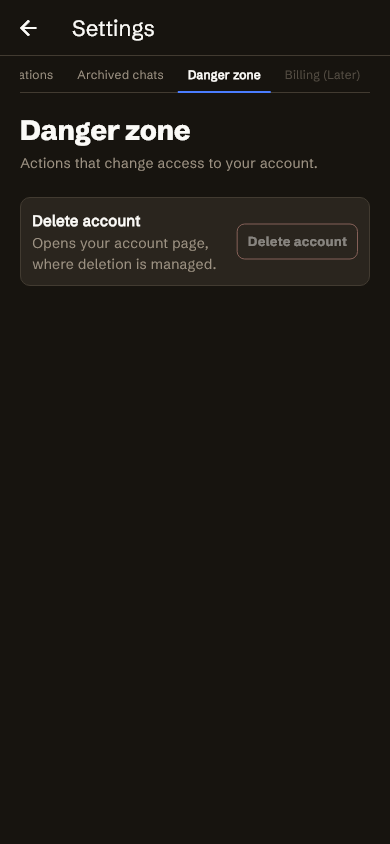 Settings
ations
Archived chats
Danger zone
Billing (Later)
Danger zone
Actions that change access to your account.
Delete account
Opens your account page,
where deletion is managed.
Delete account